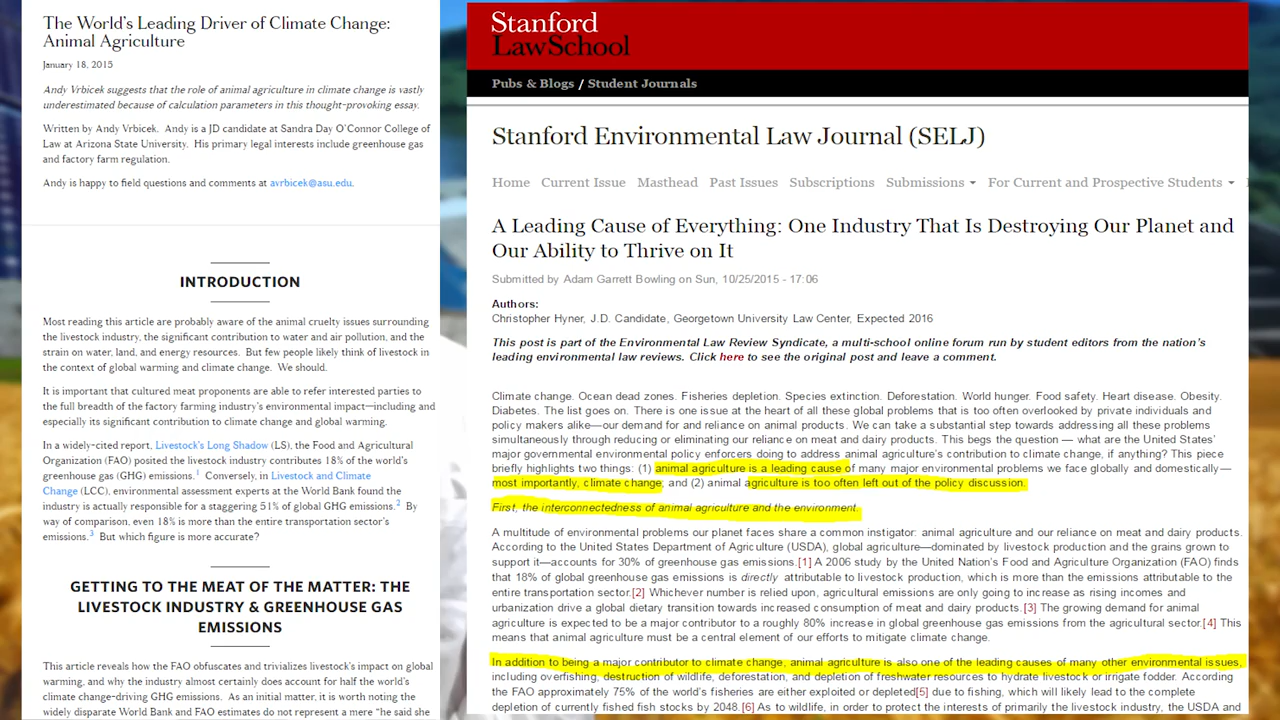 The World's Leading Driver of Climate Change:
Animal Agriculture
January 18, 2015
Andy Vrbicek suggests that the role of animal agriculture in climate change is vastly
underestimated because of calculation parameters in this thought-provoking essay.
Written by Andy Vrbicek. Andy is a JD candidate at Sandra Day O'Connor College of
Law at Arizona State University. His primary legal interests include greenhouse gas
and factory farm regulation.
Andy is happy to field questions and comments at avrbicek@asu.edu.
INTRODUCTION
Most reading this article are probably aware of the animal cruelty issues surrounding
the livestock industry, the significant contribution to water and air pollution, and the
strain on water, land, and energy resources. But few people likely think of livestock in
the context of global warming and climate change. We should.
It is important that cultured meat proponents are able to refer interested parties to
the full breadth of the factory farming industry's environmental impact—including and
especially its significant contribution to climate change and global warming.
In a widely-cited report, Livestock's Long Shadow (LS), the Food and Agricultural
Organization (FAO) posited the livestock industry contributes 18% of the world's
greenhouse gas (GHG) emissions.1 Conversely, in Livestock and Climate
Change (LCC), environmental assessment experts at the World Bank found the
industry is actually responsible for a staggering 51% of global GHG emissions.2 By
way of comparison, even 18% is more than the entire transportation sector's
emissions.3 But which figure is more accurate?
GETTING TO THE MEAT OF THE MATTER: THE
LIVESTOCK INDUSTRY & GREENHOUSE GAS
EMISSIONS
This article reveals how the FAO obfuscates and trivializes livestock's impact on global
warming, and why the industry almost certainly does account for half the world's
climate change-driving GHG emissions. As an initial matter, it is worth noting the
widely disparate World Bank and FAO estimates do not represent a mere "he said she
Stanford
LawSchool
Pubs & Blogs / Student Journals
Stanford Environmental Law Journal (SELJ)
Home Current Issue Masthead Past Issues Subscriptions Submissions For Current and Prospective Students
A Leading Cause of Everything: One Industry That Is Destroying Our Planet and
Our Ability to Thrive on It
Submitted by Adam Garrett Bowling on Sun, 10/25/2015 - 17:06
Authors:
Christopher Hyner, J.D. Candidate, Georgetown University Law Center, Expected 2016
This post is part of the Environmental Law Review Syndicate, a multi-school online forum run by student editors from the nation's
leading environmental law reviews. Click here to see the original post and leave a comment.
Climate change. Ocean dead zones. Fisheries depletion. Species extinction. Deforestation. World hunger. Food safety. Heart disease. Obesity.
Diabetes. The list goes on. There is one issue at the heart of all these global problems that is too often overlooked by private individuals and
policy makers alike—our demand for and reliance on animal products. We can take a substantial step towards addressing all these problems
simultaneously through reducing or eliminating our reliance on meat and dairy products. This begs the question — what are the United States'
major governmental environmental policy enforcers doing to address animal agriculture's contribution to climate change, if anything? This piece
briefly highlights two things: (1) animal agriculture is a leading cause of many major environmental problems we face globally and domestically—
most importantly, climate change; and (2) animal agriculture is too often left out of the policy discussion.
First, the interconnectedness of animal agriculture and the environment.
A multitude of environmental problems our planet faces share a common instigator: animal agriculture and our reliance on meat and dairy products.
According to the United States Department of Agriculture (USDA), global agriculture—dominated by livestock production and the grains grown to
support it—accounts for 30% of greenhouse gas emissions.[1] A 2006 study by the United Nation's Food and Agriculture Organization (FAO) finds
that 18% of global greenhouse gas emissions is directly attributable to livestock production, which is more than the emissions attributable to the
entire transportation sector.[2] Whichever number is relied upon, agricultural emissions are only going to increase as rising incomes and
urbanization drive a global dietary transition towards increased consumption of meat and dairy products.[3] The growing demand for animal
agriculture is expected to be a major contributor to a roughly 80% increase in global greenhouse gas emissions from the agricultural sector.[4] This
means that animal agriculture must be a central element of our efforts to mitigate climate change.
In addition to being a major contributor to climate change, animal agriculture is also one of the leading causes of many other environmental issues,
including overfishing, destruction of wildlife, deforestation, and depletion of freshwater resources to hydrate livestock or irrigate fodder. According
the FAO approximately 75% of the world's fisheries are either exploited or depleted[5] due to fishing, which will likely lead to the complete
depletion of currently fished fish stocks by 2048.[6] As to wildlife, in order to protect the interests of primarily the livestock industry, the USDA and